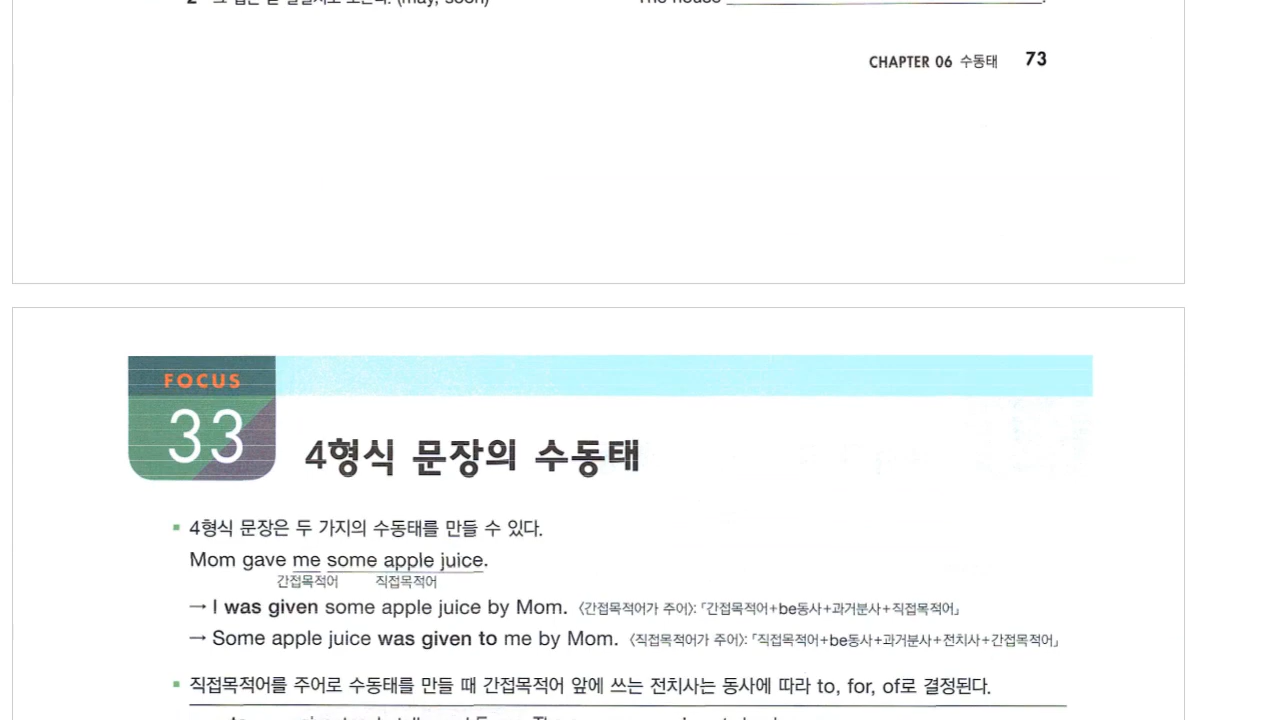 CHAPTER 06 수동태 73
FOCUS
33
4형식 문장의 수동태
4형식 문장은 두 가지의 수동태를 만들 수 있다.
Mom gave me some apple juice.
간접목적어 직접목적어
→ I was given some apple juice by Mom. 〈간접목적어가 주어〉: 「간접목적어+be동사+과거분사+직접목적어」
→ Some apple juice was given to me by Mom. 〈직접목적어가 주어〉: 「직접목적어+be동사+과거분사+전치사+간접목적어」
직접목적어를 주어로 수동태를 만들 때 간접목적어 앞에 쓰는 전치사는 동사에 따라 to, for, of로 결정된다.